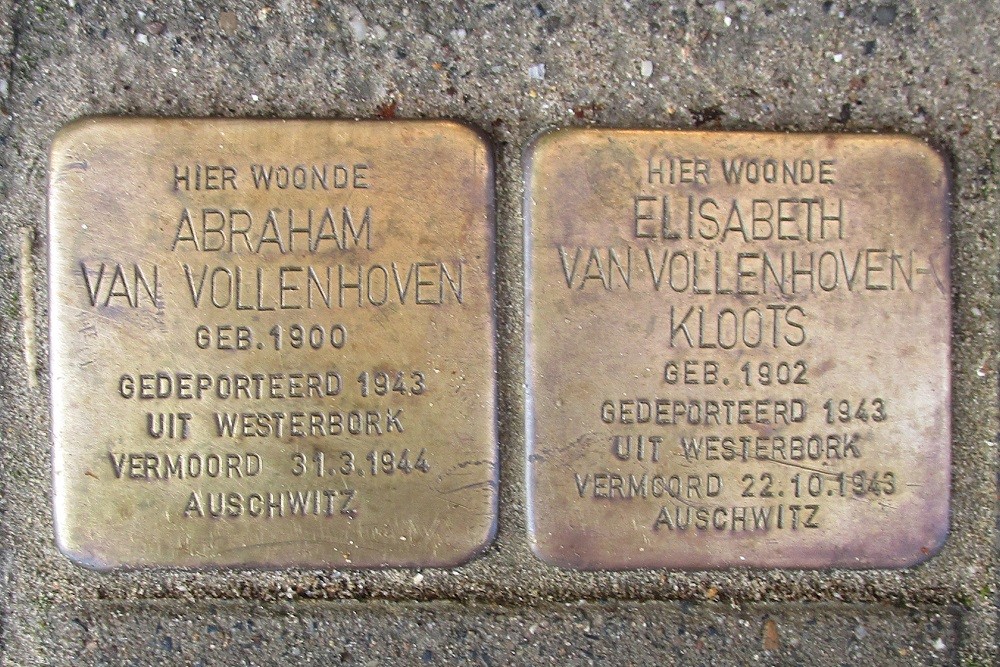 HIER WOONDE
ABRAHAM
VAN VOLLENHOVEN
GEB. 1900
GEDEPORTEERD 1943
UIT WESTERBORK
VERMOORD 31.3.1944
AUSCHWITZ
HIER WOONDE
ELISABETH
VAN VOLLENHOVEN-
KLOOTS
GEB. 1902
GEDEPORTEERD 1943
UIT WESTERBORK
VERMOORD 22.10.1943
AUSCHWITZ